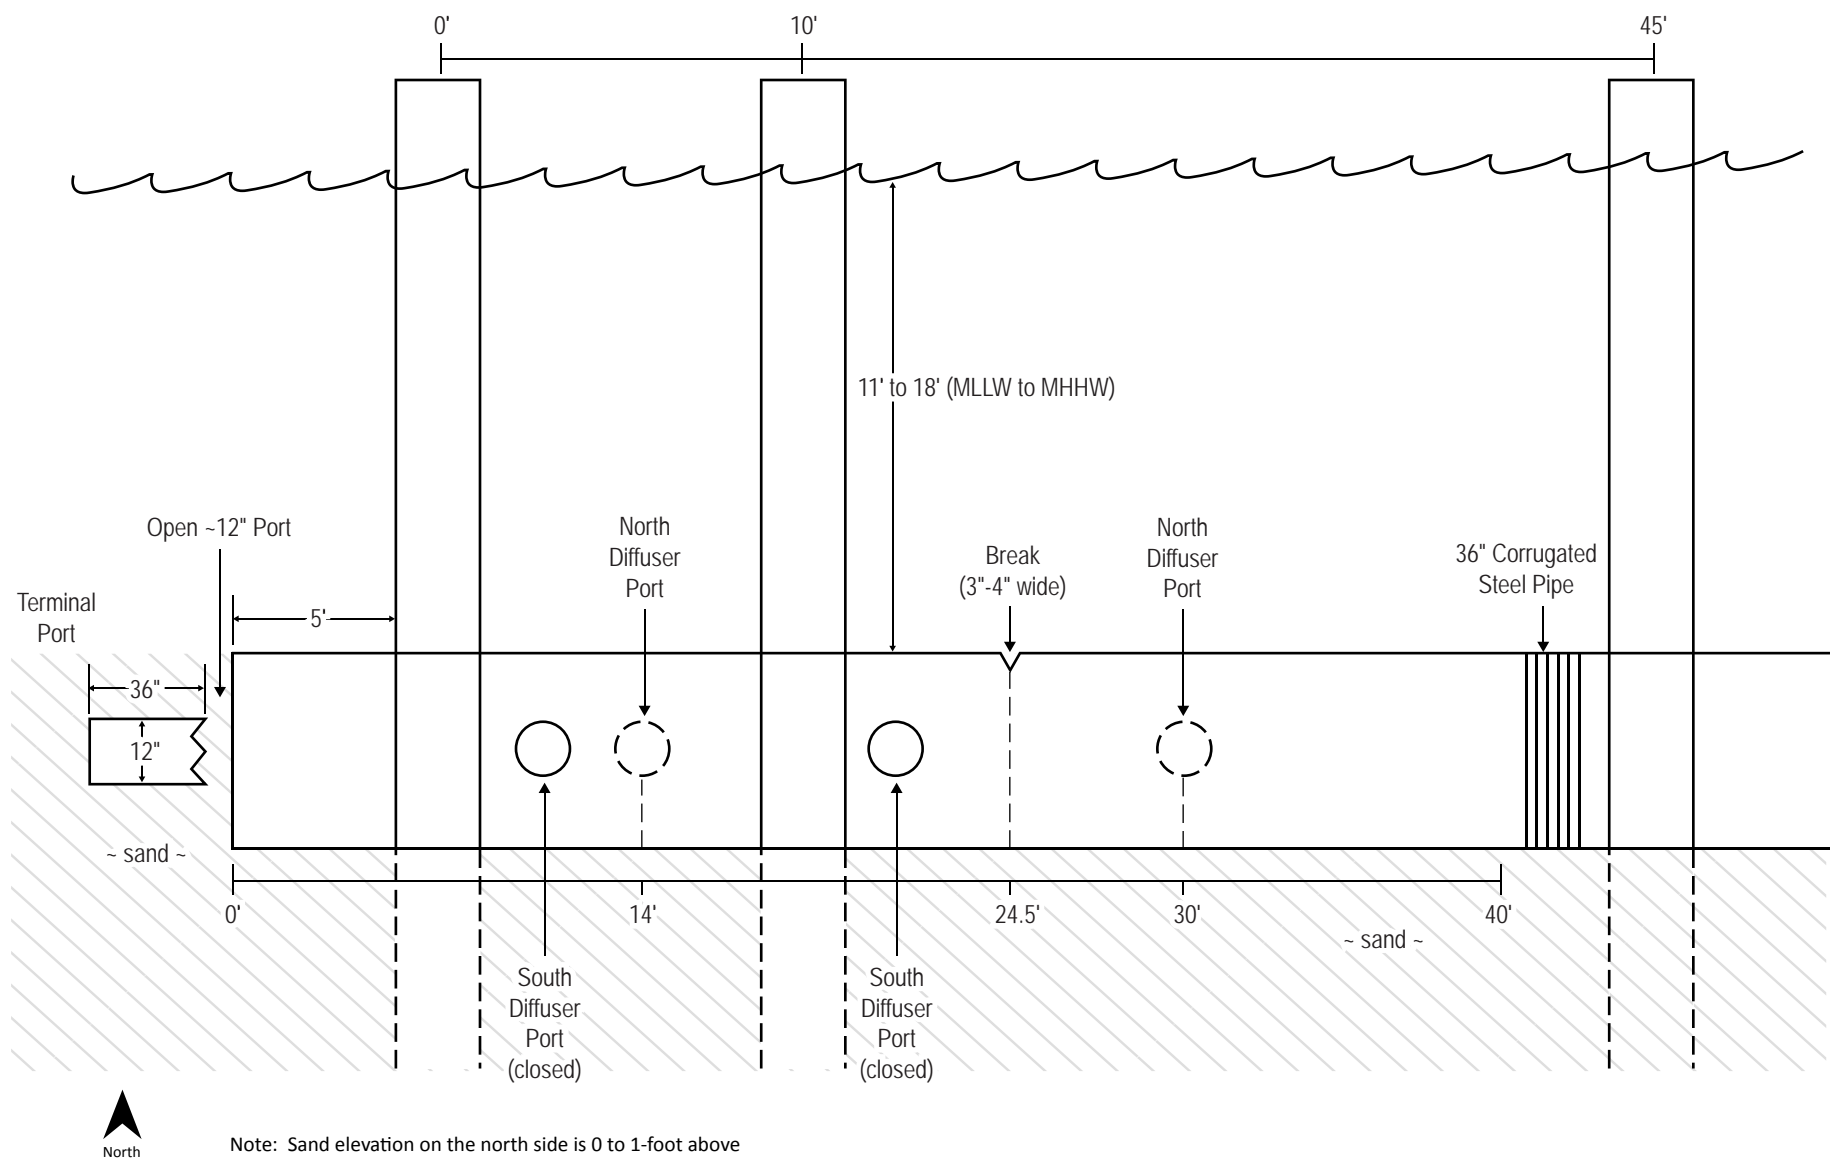 0'
10'
45'
11' to 18' (MLLW to MHHW)
Open ~12" Port
North
Diffuser
Port
Break
(3"-4" wide)
North
Diffuser
Port
36" Corrugated
Steel Pipe
Terminal
Port
5'
36"
12"
~ sand ~
0'
14'
24.5'
30'
40'
~ sand ~
South
Diffuser
Port
(closed)
South
Diffuser
Port
(closed)
North
Note: Sand elevation on the north side is 0 to 1-foot above